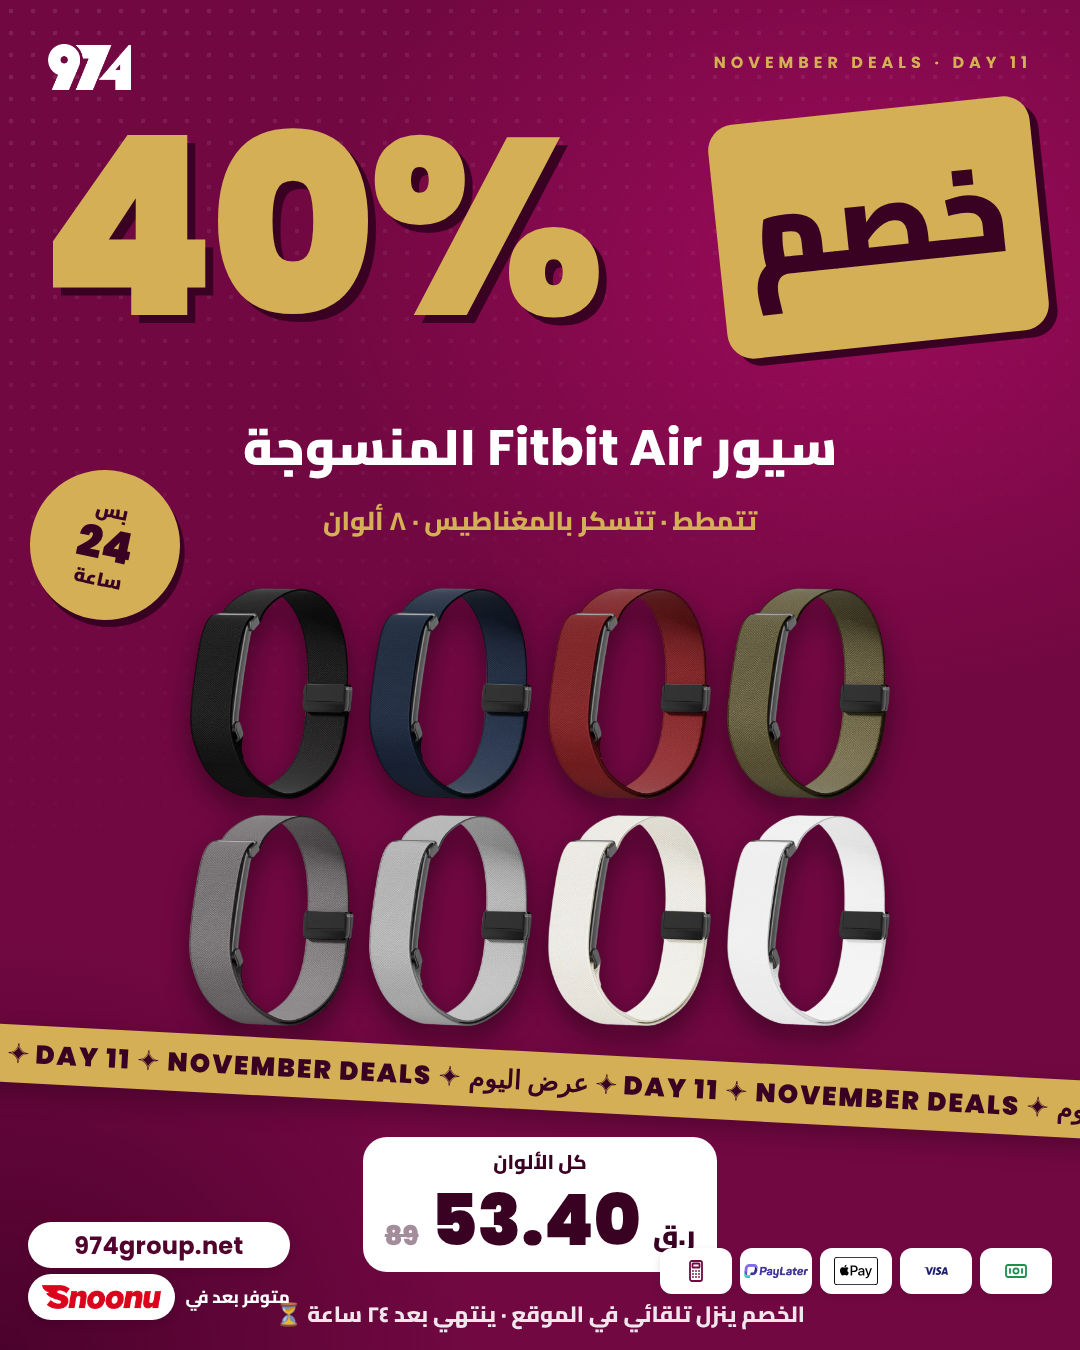 974
NOVEMBER DEALS · DAY 11
40%
خصم
سيور Fitbit Air المنسوجة
تتمطط · تتسكر بالمغناطيس · ٨ ألوان
بس
24
ساعة
✦ DAY 11 ✦ NOVEMBER DEALS ✦ عرض اليوم ✦ DAY 11 ✦ NOVEMBER DEALS ✦
كل الألوان
89 53.40 ر.ق
974group.net
PayLater
Pay
VISA
متوفر بعد في Snoonu
الخصم ينزل تلقائي في الموقع · ينتهي بعد ٢٤ ساعة ⏳